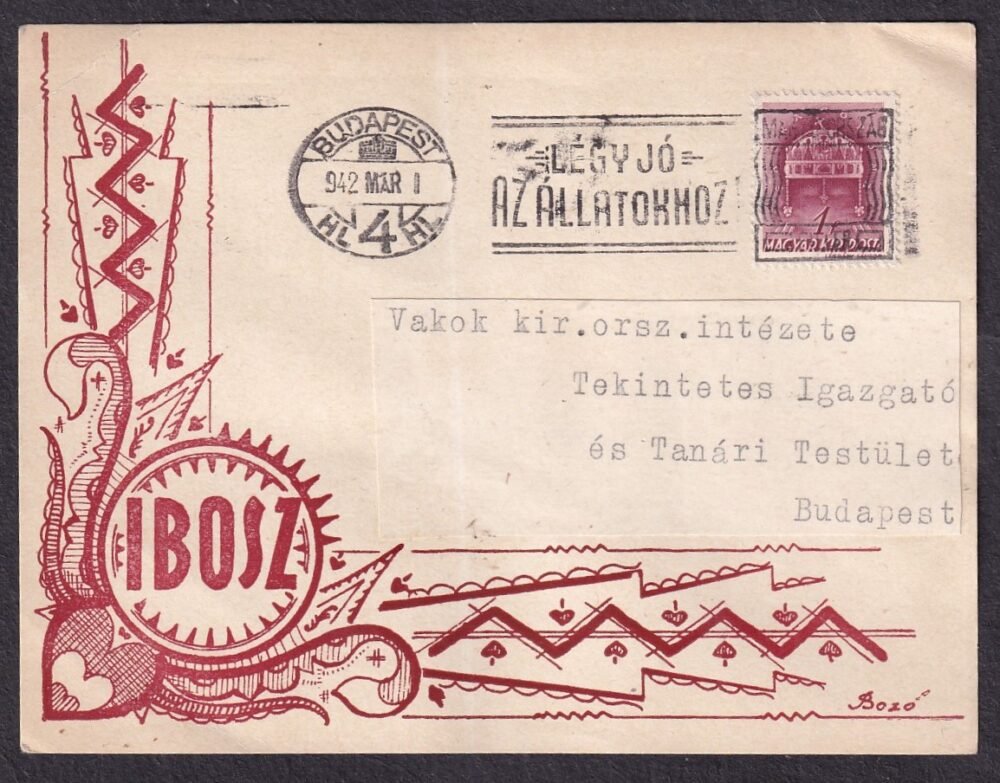 BUDAPEST
942 MÁR 1
HL 4 HL
LÉGY JÓ
AZ ÁLLATOKHOZ!
1
MAGYAR KIR. POSTA
Vakok kir.orsz.intézete
Tekintetes Igazgató
és Tanári Testület
Budapest
IBOSZ
Bozó